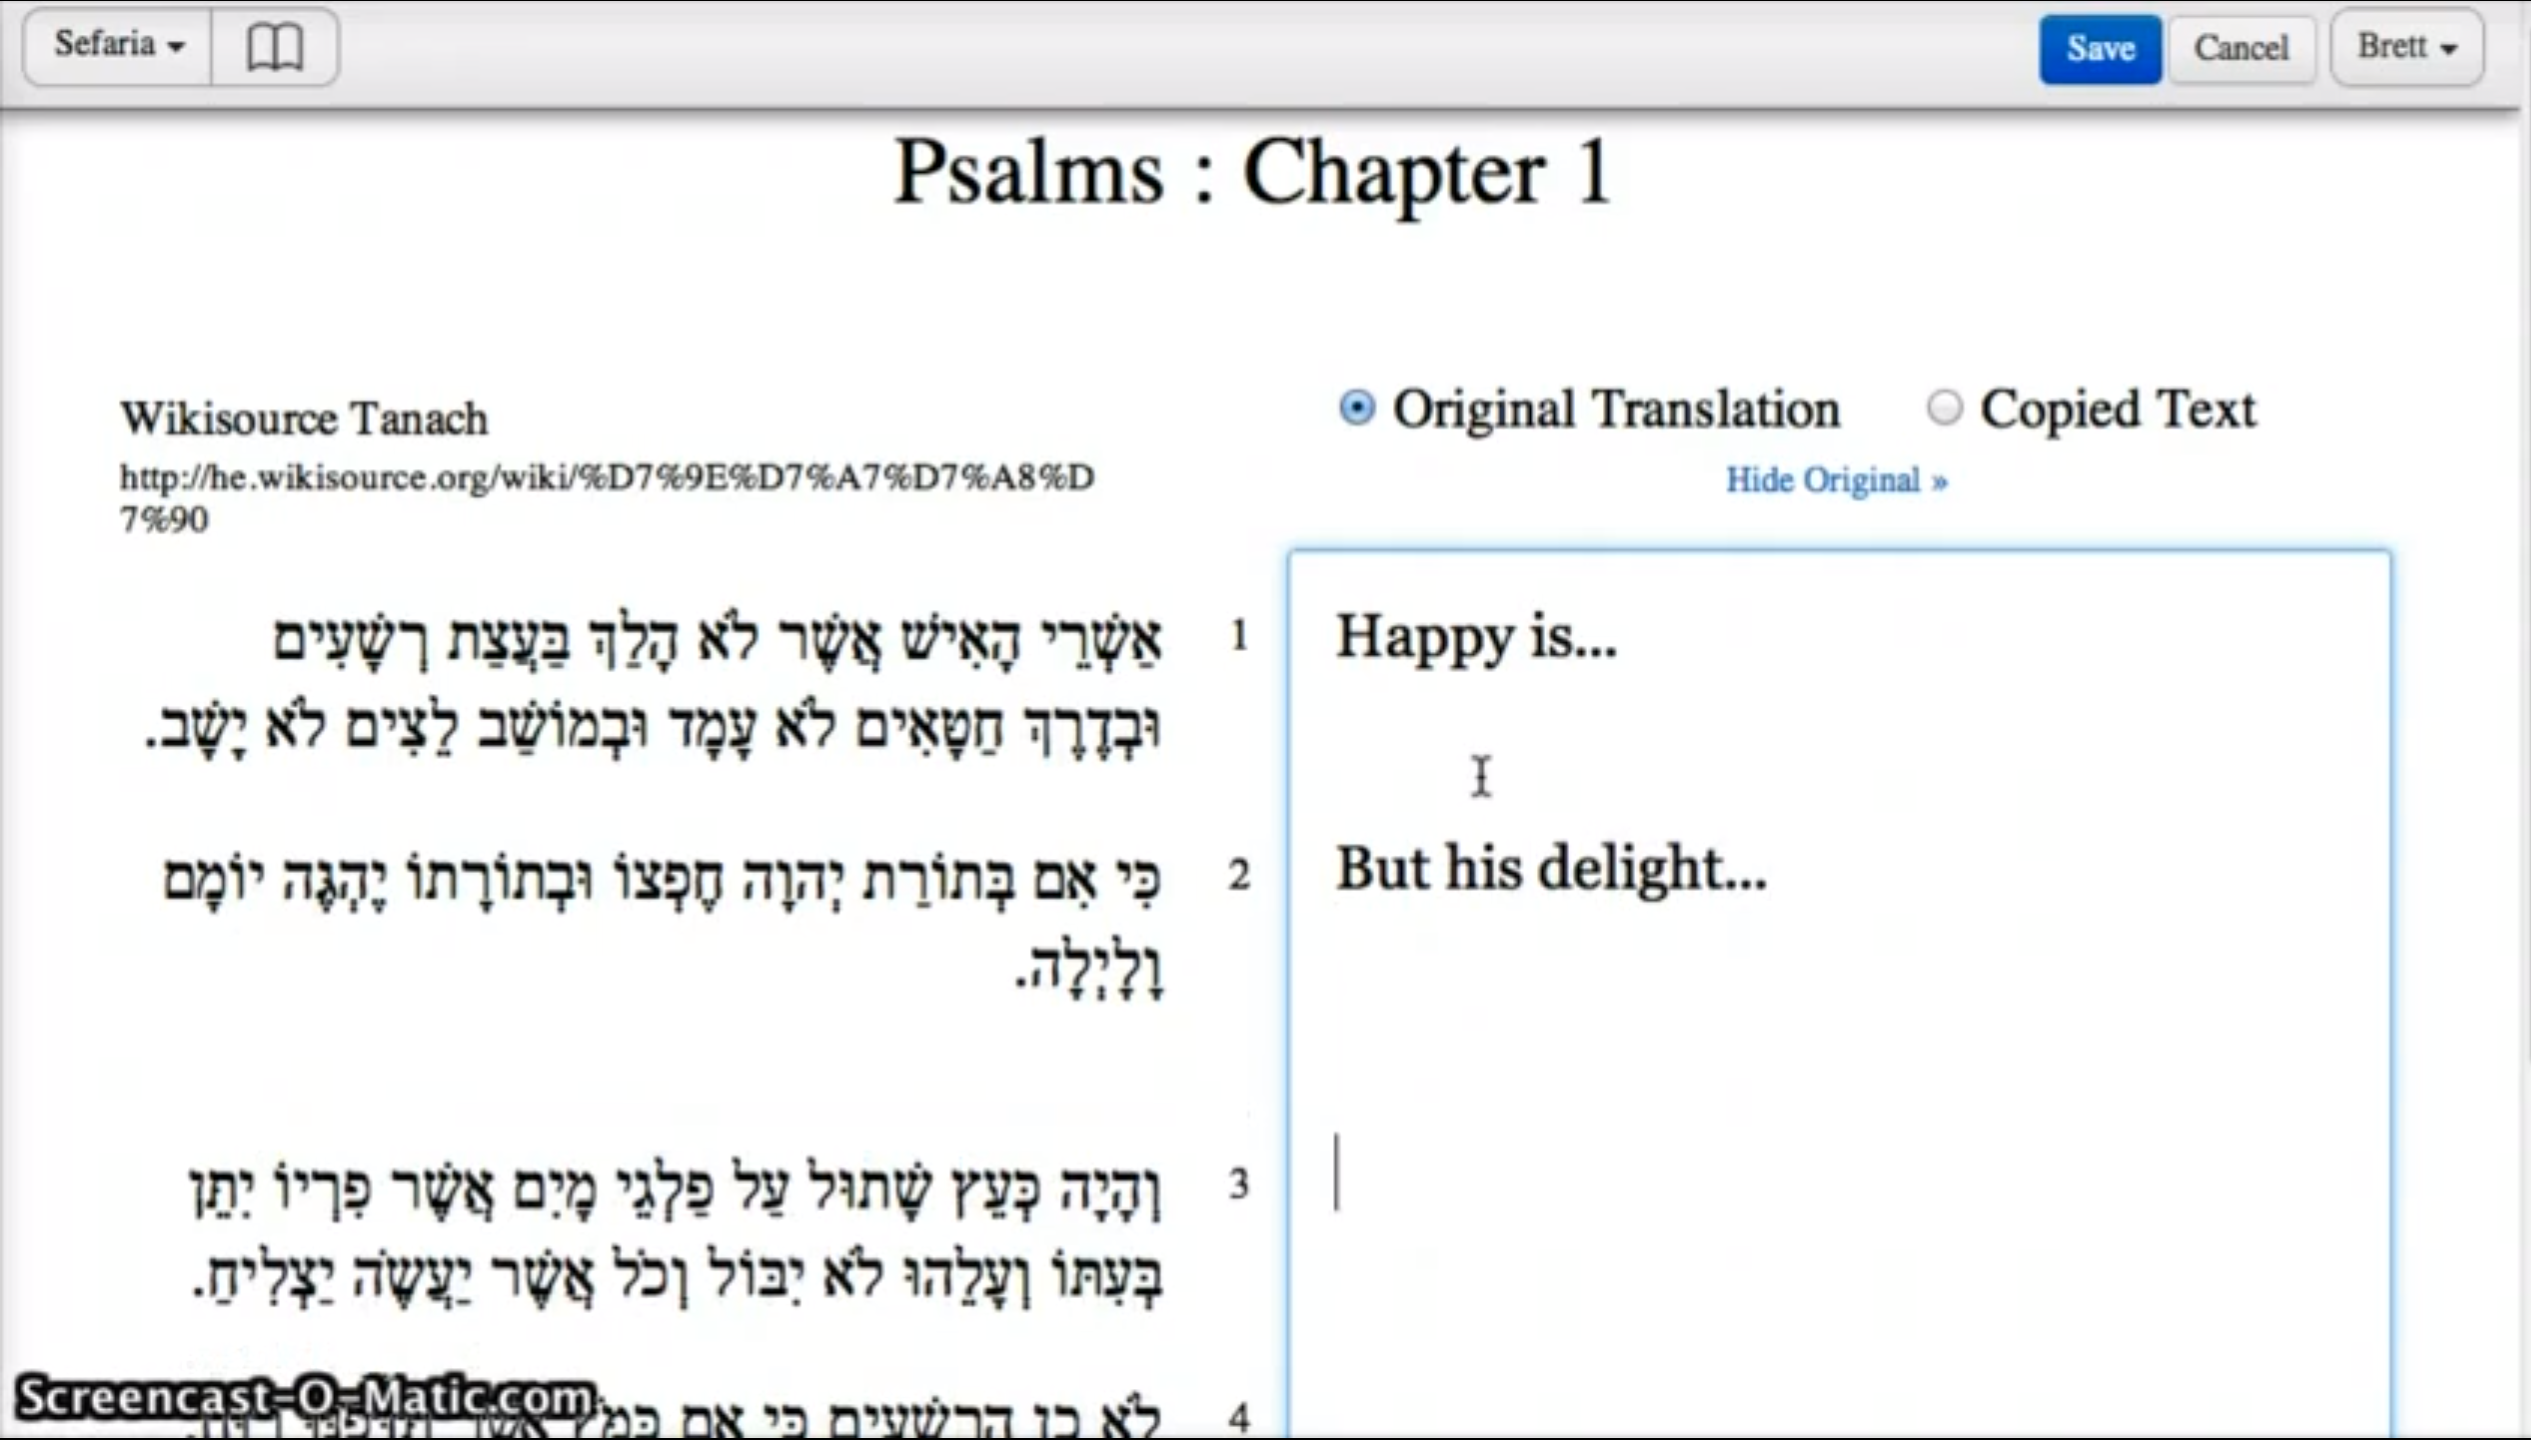 Sefaria
Save
Cancel
Brett
Psalms : Chapter 1
Wikisource Tanach
http://he.wikisource.org/wiki/%D7%9E%D7%A7%D7%A8%D
7%90
Original Translation
Copied Text
Hide Original »
אַשְׁרֵי הָאִישׁ אֲשֶׁר לֹא הָלַךְ בַּעֲצַת רְשָׁעִים
וּבְדֶרֶךְ חַטָּאִים לֹא עָמָד וּבְמוֹשַׁב לֵצִים לֹא יָשָׁב.
1
Happy is...
כִּי אִם בְּתוֹרַת יְהוָה חֶפְצוֹ וּבְתוֹרָתוֹ יֶהְגֶּה יוֹמָם
וָלָיְלָה.
2
But his delight...
וְהָיָה כְּעֵץ שָׁתוּל עַל פַּלְגֵי מָיִם אֲשֶׁר פִּרְיוֹ יִתֵּן
בְּעִתּוֹ וְעָלֵהוּ לֹא יִבּוֹל וְכֹל אֲשֶׁר יַעֲשֶׂה יַצְלִיחַ.
3
לֹא כֵן הָרְשָׁעִים כִּי אִם
4
Screencast-O-Matic.com